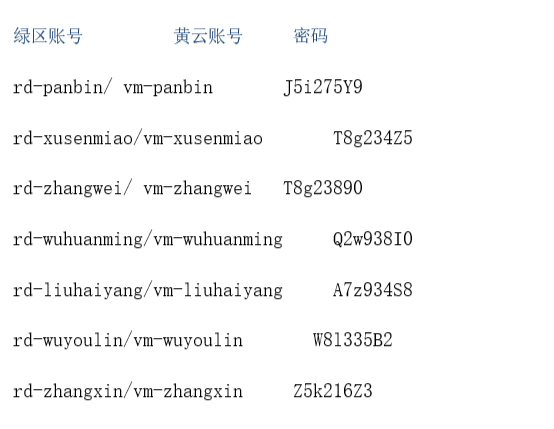 绿区账号 黄云账号 密码
rd-panbin/ vm-panbin J5i275Y9
rd-xusenmiao/vm-xusenmiao T8g234Z5
rd-zhangwei/ vm-zhangwei T8g23890
rd-wuhuanming/vm-wuhuanming Q2w938I0
rd-liuhaiyang/vm-liuhaiyang A7z934S8
rd-wuyoulin/vm-wuyoulin W8l335B2
rd-zhangxin/vm-zhangxin Z5k216Z3